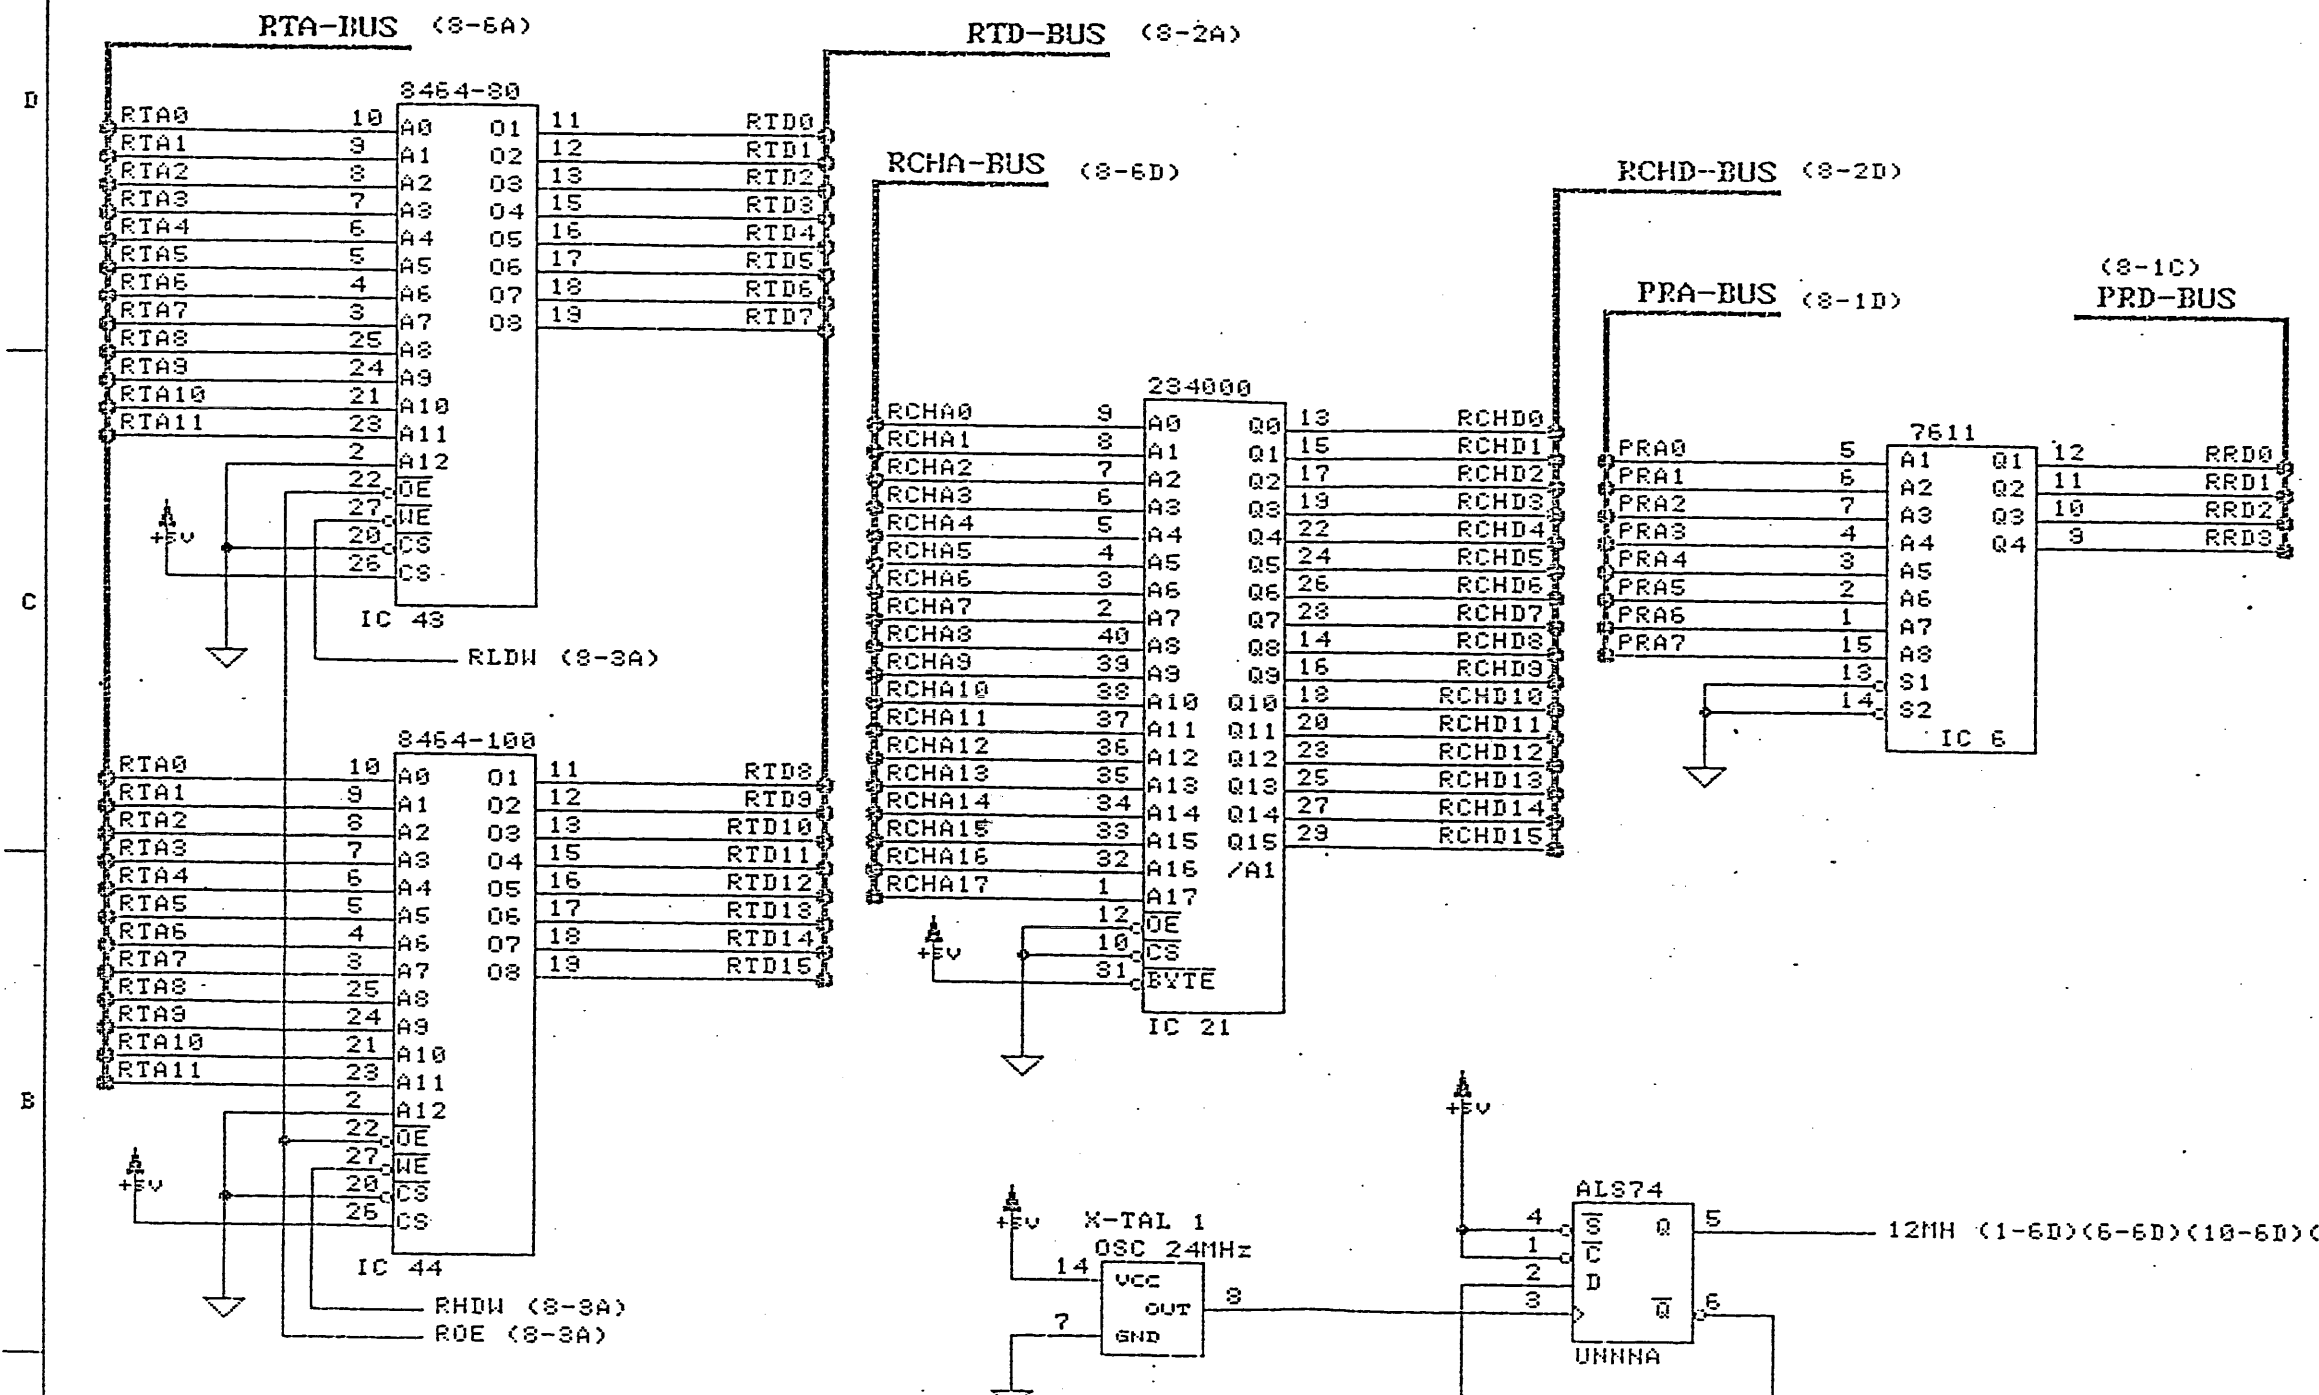 RTA-BUS (8-6A)
RTD-BUS (8-2A)
D
8464-80
RTA0 10 A0 O1 11 RTD0
RTA1 9 A1 O2 12 RTD1
RTA2 8 A2 O3 13 RTD2
RTA3 7 A3 O4 15 RTD3
RTA4 6 A4 O5 16 RTD4
RTA5 5 A5 O6 17 RTD5
RTA6 4 A6 O7 18 RTD6
RTA7 3 A7 O8 19 RTD7
RTA8 25 A8
RTA9 24 A9
RTA10 21 A10
RTA11 23 A11
2 A12
22 OE
27 WE
20 CS
26 CS
+5V
IC 43
RLDW (8-3A)
C
8464-100
RTA0 10 A0 O1 11 RTD8
RTA1 9 A1 O2 12 RTD9
RTA2 8 A2 O3 13 RTD10
RTA3 7 A3 O4 15 RTD11
RTA4 6 A4 O5 16 RTD12
RTA5 5 A5 O6 17 RTD13
RTA6 4 A6 O7 18 RTD14
RTA7 3 A7 O8 19 RTD15
RTA8 25 A8
RTA9 24 A9
RTA10 21 A10
RTA11 23 A11
2 A12
22 OE
27 WE
20 CS
26 CS
+5V
IC 44
RHDW (8-3A)
ROE (8-3A)
B
RCHA-BUS (8-6D)
RCHD-BUS (8-2D)
234000
RCHA0 9 A0 Q0 13 RCHD0
RCHA1 8 A1 Q1 15 RCHD1
RCHA2 7 A2 Q2 17 RCHD2
RCHA3 6 A3 Q3 19 RCHD3
RCHA4 5 A4 Q4 22 RCHD4
RCHA5 4 A5 Q5 24 RCHD5
RCHA6 3 A6 Q6 26 RCHD6
RCHA7 2 A7 Q7 28 RCHD7
RCHA8 40 A8 Q8 14 RCHD8
RCHA9 39 A9 Q9 16 RCHD9
RCHA10 38 A10 Q10 18 RCHD10
RCHA11 37 A11 Q11 20 RCHD11
RCHA12 36 A12 Q12 23 RCHD12
RCHA13 35 A13 Q13 25 RCHD13
RCHA14 34 A14 Q14 27 RCHD14
RCHA15 33 A15 Q15 29 RCHD15
RCHA16 32 A16 /A1
RCHA17 1 A17
12 OE
10 CS
31 BYTE
+5V
IC 21
PRA-BUS (8-1D)
(8-1C)
PRD-BUS
7611
PRA0 5 A1 Q1 12 RRD0
PRA1 6 A2 Q2 11 RRD1
PRA2 7 A3 Q3 10 RRD2
PRA3 4 A4 Q4 9 RRD3
PRA4 3 A5
PRA5 2 A6
PRA6 1 A7
PRA7 15 A8
13 S1
14 S2
IC 6
+5V
X-TAL 1
OSC 24MHz
14 VCC
OUT 8
7 GND
+5V
ALS74
4 S Q 5
1 C
2 D
3 Q 6
UNNNA
12MH (1-6D)(6-6D)(10-6D)(